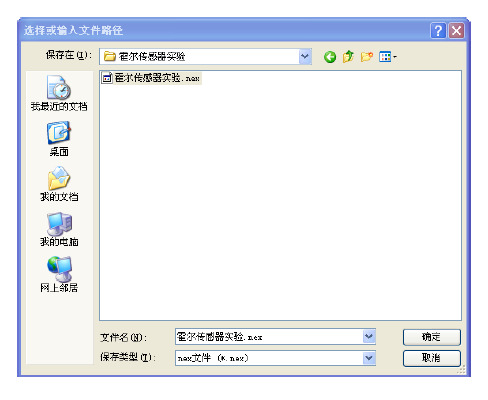 选择或输入文件路径
保存在(I):
霍尔传感器实验
霍尔传感器实验.nex
我最近的文档
桌面
我的文档
我的电脑
网上邻居
文件名(N):
霍尔传感器实验.nex
确定
保存类型(T):
nex文件 (*.nex)
取消